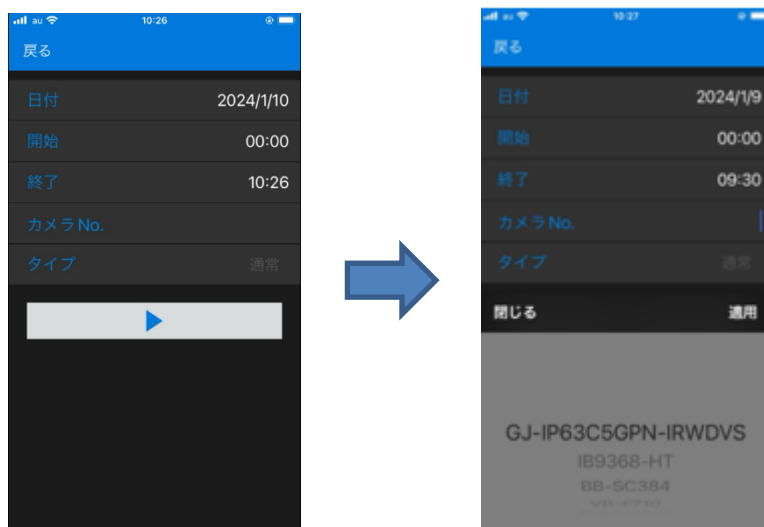 au 10:26
戻る
日付 2024/1/10
開始 00:00
終了 10:26
カメラNo.
タイプ 通常
au 10:27
戻る
日付 2024/1/9
開始 00:00
終了 09:30
カメラNo.
タイプ 通常
閉じる 適用
GJ-IP63C5GPN-IRWDVS
IB9368-HT
BB-SC384